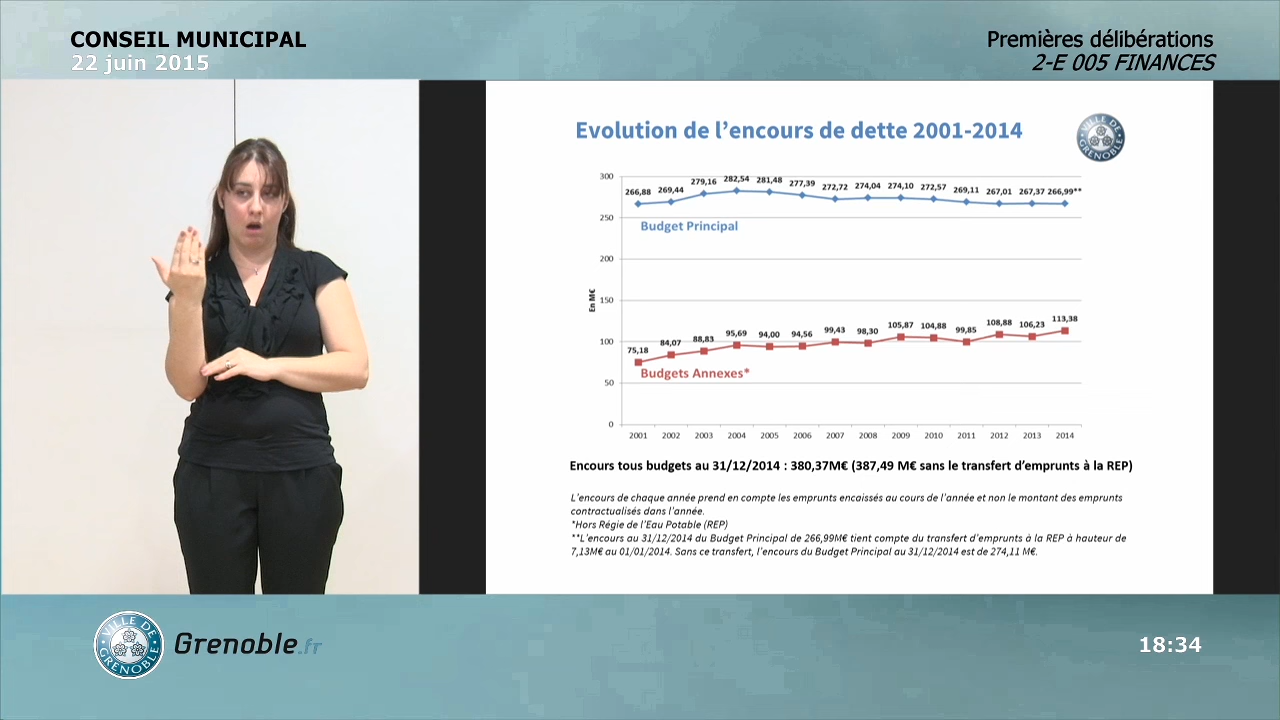 CONSEIL MUNICIPAL
22 juin 2015
Premières délibérations
2-E 005 FINANCES
Evolution de l'encours de dette 2001-2014
VILLE DE GRENOBLE
300
250
200
150
100
50
0
En M€
266,88 269,44 279,16 282,54 281,48 277,39 272,72 274,04 274,10 272,57 269,11 267,01 267,37 266,99**
Budget Principal
75,18 84,07 88,83 95,69 94,00 94,56 99,43 98,30 105,87 104,88 99,85 108,88 106,23 113,38
Budgets Annexes*
2001 2002 2003 2004 2005 2006 2007 2008 2009 2010 2011 2012 2013 2014
Encours tous budgets au 31/12/2014 : 380,37M€ (387,49 M€ sans le transfert d'emprunts à la REP)
L'encours de chaque année prend en compte les emprunts encaissés au cours de l'année et non le montant des emprunts
contractualisés dans l'année.
*Hors Régie de l'Eau Potable (REP)
**L'encours au 31/12/2014 du Budget Principal de 266,99M€ tient compte du transfert d'emprunts à la REP à hauteur de
7,13M€ au 01/01/2014. Sans ce transfert, l'encours du Budget Principal au 31/12/2014 est de 274,11 M€.
VILLE DE GRENOBLE
Grenoble.fr
18:34